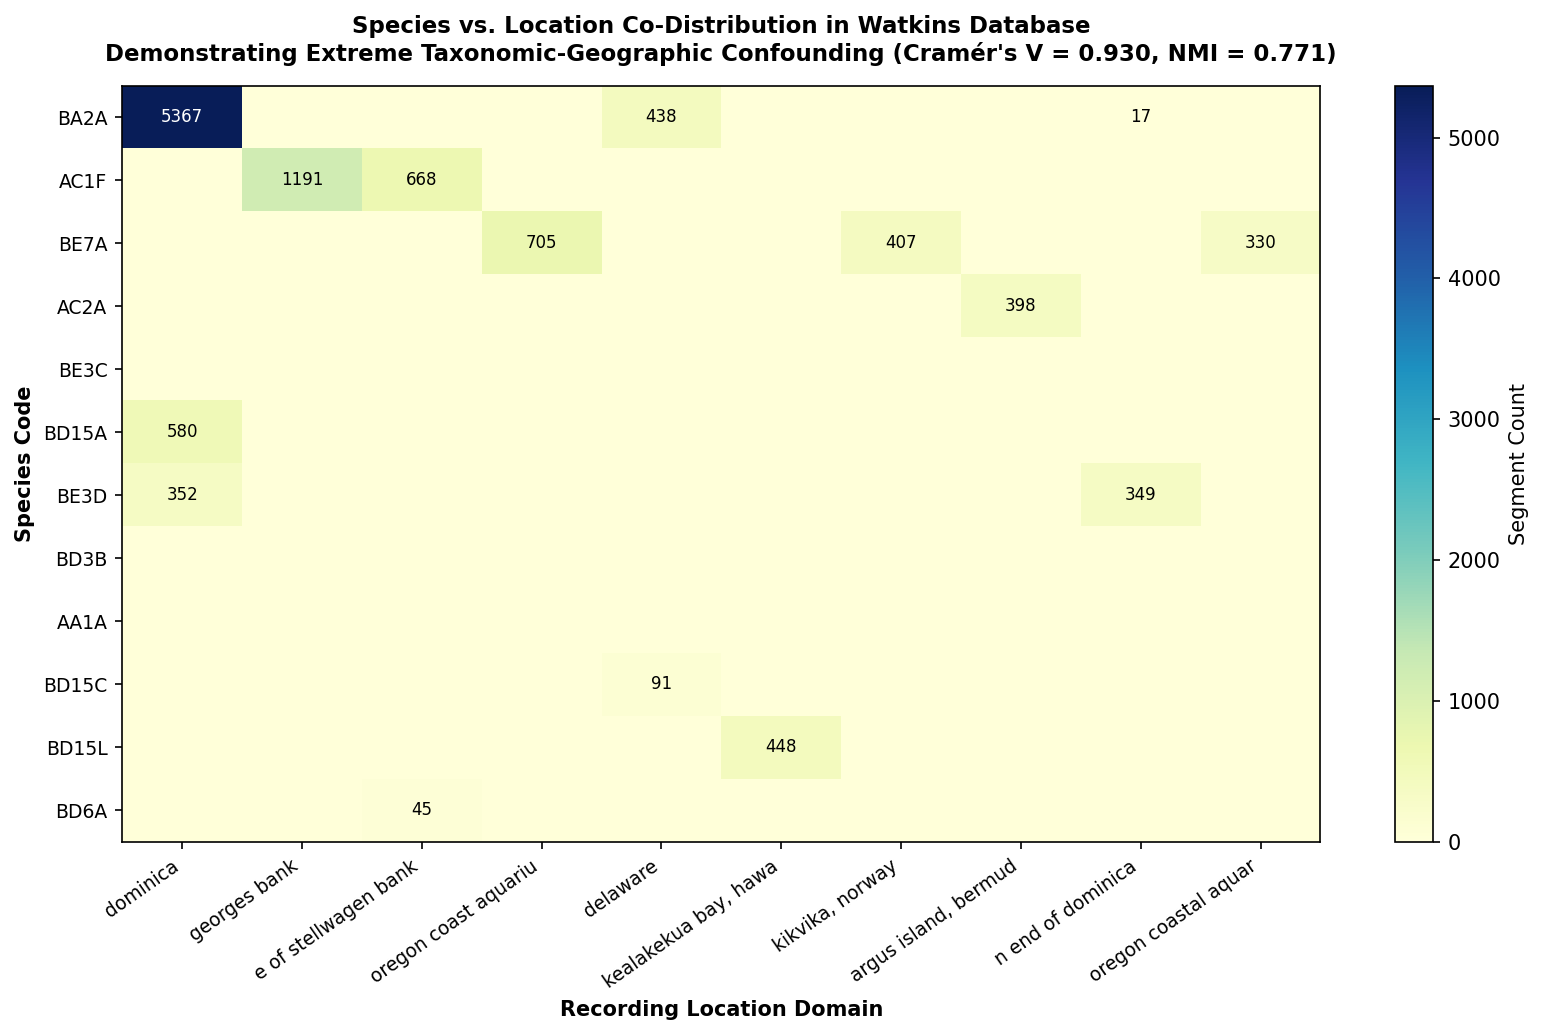 Species vs. Location Co-Distribution in Watkins Database
Demonstrating Extreme Taxonomic-Geographic Confounding (Cramér's V = 0.930, NMI = 0.771)
Species Code
BA2A 5367 438 17
AC1F 1191 668
BE7A 705 407 330
AC2A 398
BE3C
BD15A 580
BE3D 352 349
BD3B
AA1A
BD15C 91
BD15L 448
BD6A 45
dominica
georges bank
e of stellwagen bank
oregon coast aquariu
delaware
kealakekua bay, hawa
kikvika, norway
argus island, bermud
n end of dominica
oregon coastal aquar
Recording Location Domain
5000
4000
3000
2000
1000
0
Segment Count